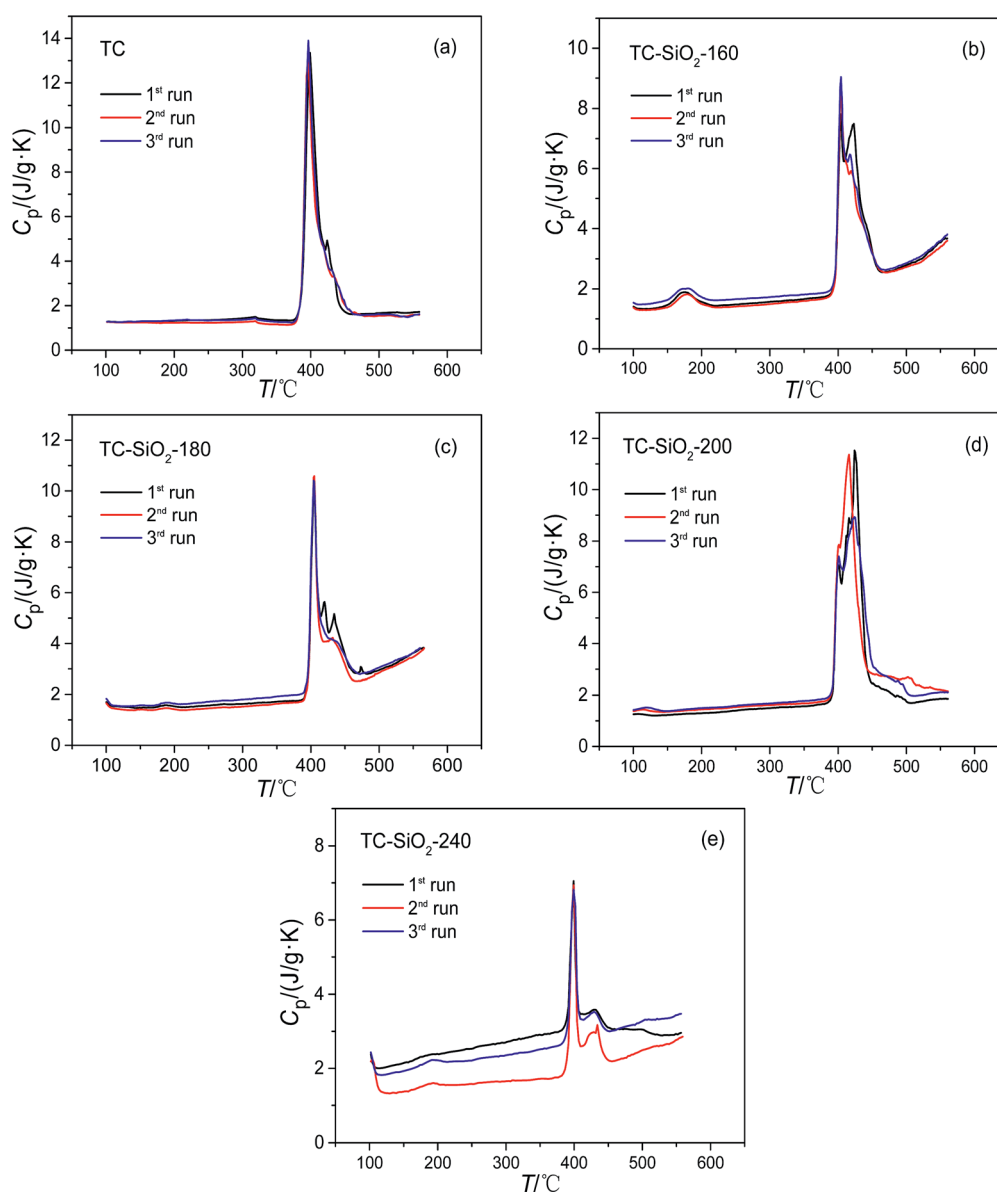 TC
(a)
1st run
2nd run
3rd run
Cp/(J/g·K)
14
12
10
8
6
4
2
0
100 200 300 400 500 600
T/℃
TC-SiO2-160
(b)
1st run
2nd run
3rd run
Cp/(J/g·K)
10
8
6
4
2
0
100 200 300 400 500 600
T/℃
TC-SiO2-180
(c)
1st run
2nd run
3rd run
Cp/(J/g·K)
12
10
8
6
4
2
0
100 200 300 400 500 600
T/℃
TC-SiO2-200
(d)
1st run
2nd run
3rd run
Cp/(J/g·K)
12
10
8
6
4
2
0
100 200 300 400 500 600
T/℃
TC-SiO2-240
(e)
1st run
2nd run
3rd run
Cp/(J/g·K)
8
6
4
2
0
100 200 300 400 500 600
T/℃